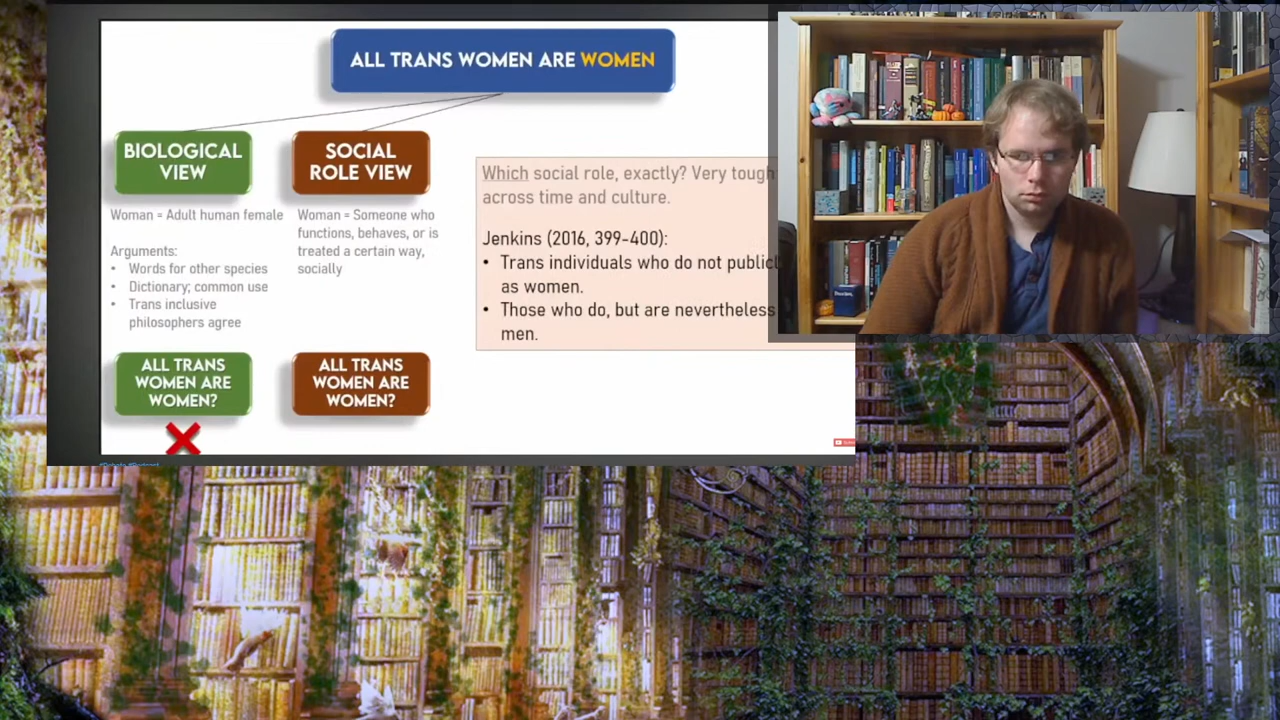 ALL TRANS WOMEN ARE WOMEN
BIOLOGICAL
VIEW
Woman = Adult human female
Arguments:
• Words for other species
• Dictionary; common use
• Trans inclusive
philosophers agree
ALL TRANS
WOMEN ARE
WOMEN?
SOCIAL
ROLE VIEW
Woman = Someone who
functions, behaves, or is
treated a certain way,
socially
ALL TRANS
WOMEN ARE
WOMEN?
Which social role, exactly? Very tough
across time and culture.
Jenkins (2016, 399-400):
• Trans individuals who do not
as women.
• Those who do, but are nevertheless
men.